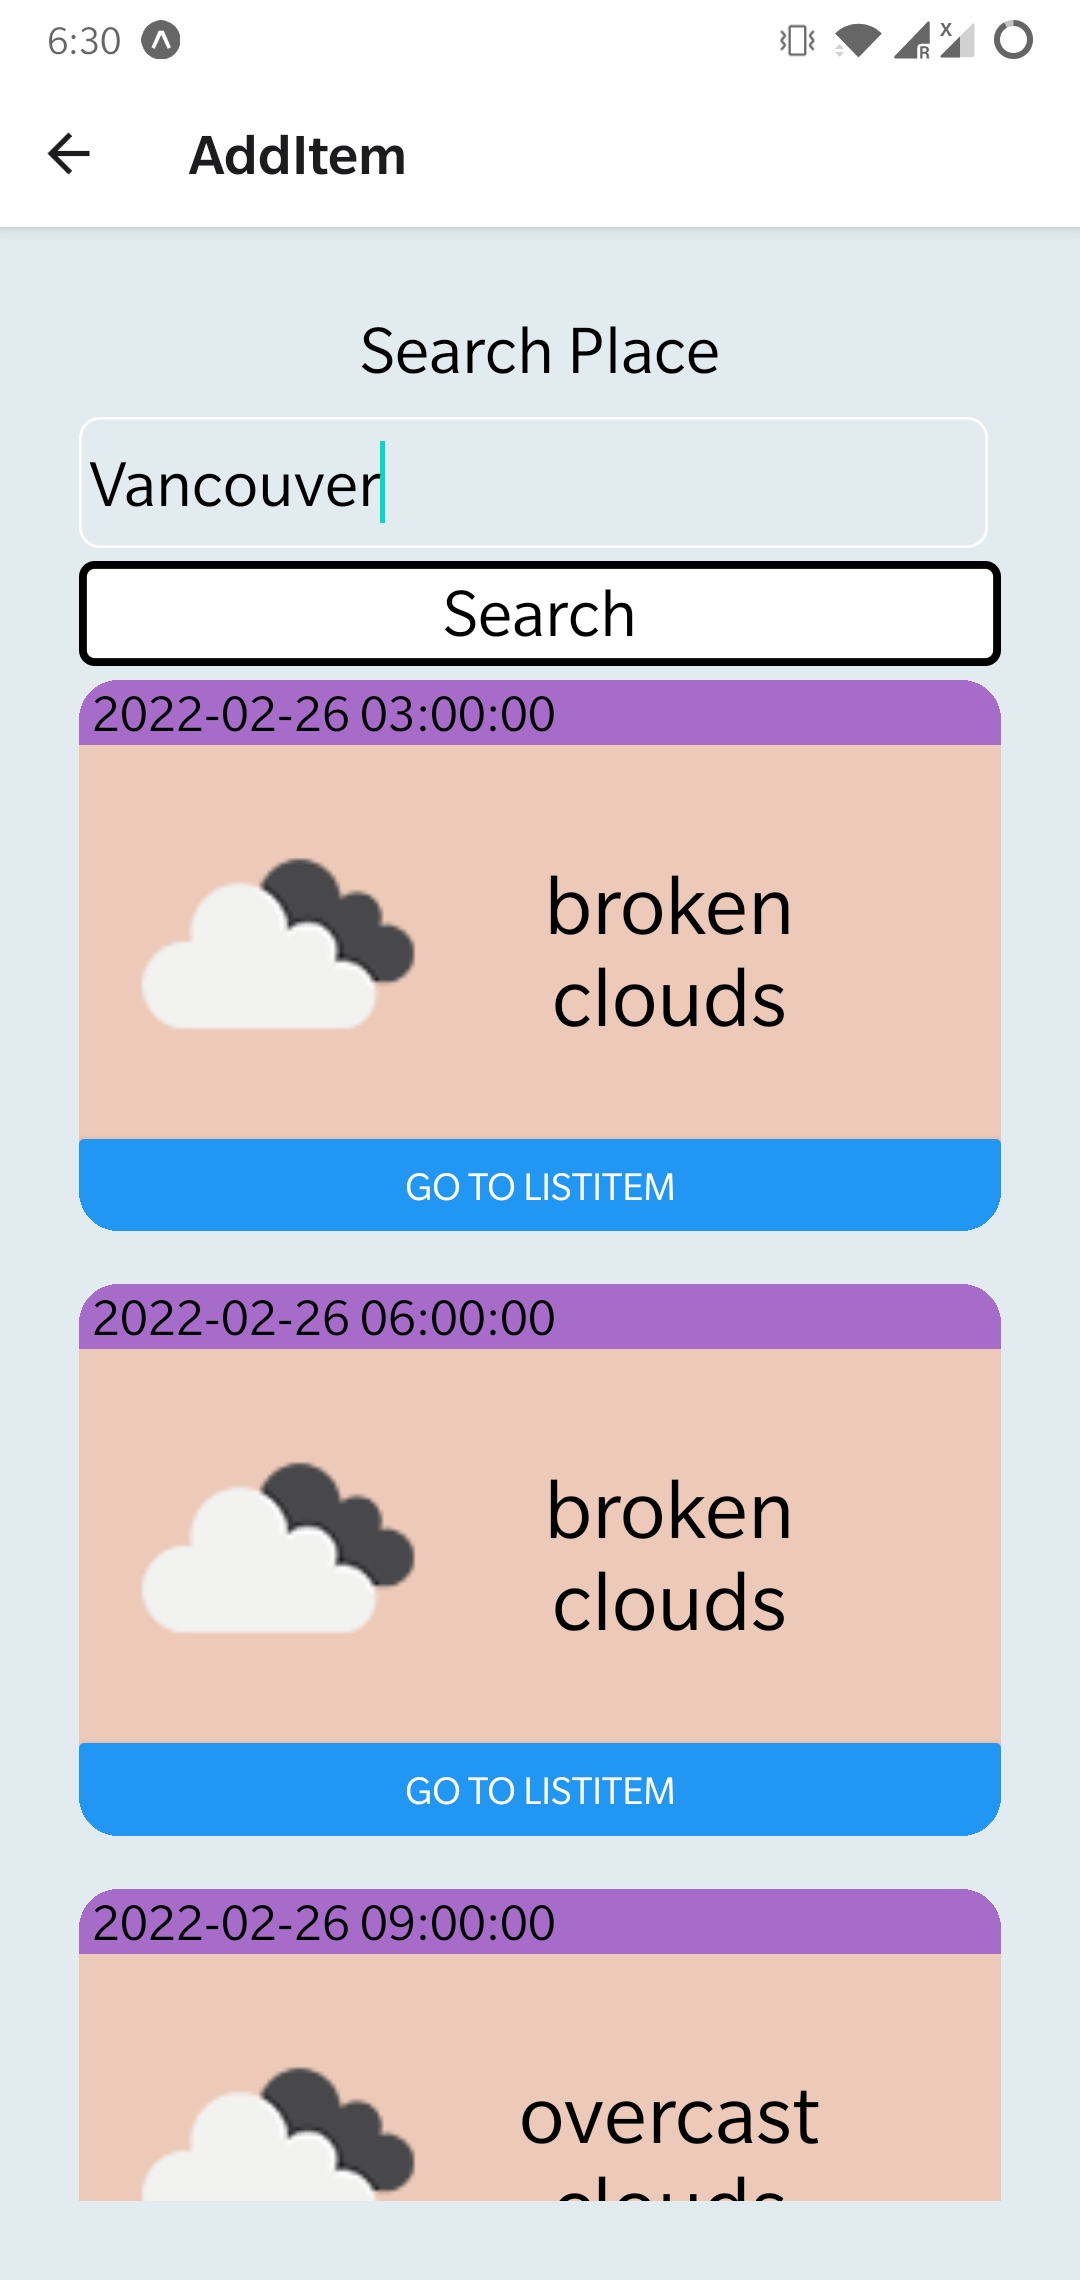 6:30
R
X
AddItem
Search Place
Vancouver
Search
2022-02-26 03:00:00
broken
clouds
GO TO LISTITEM
2022-02-26 06:00:00
broken
clouds
GO TO LISTITEM
2022-02-26 09:00:00
overcast
clouds